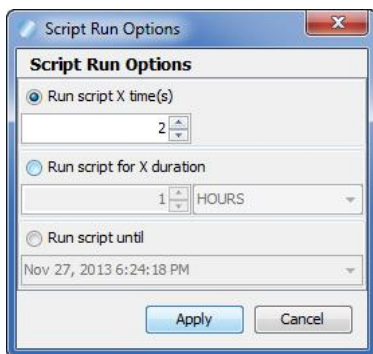 Script Run Options
Script Run Options
Run script X time(s)
2
Run script for X duration
1 HOURS
Run script until
Nov 27, 2013 6:24:18 PM
Apply Cancel